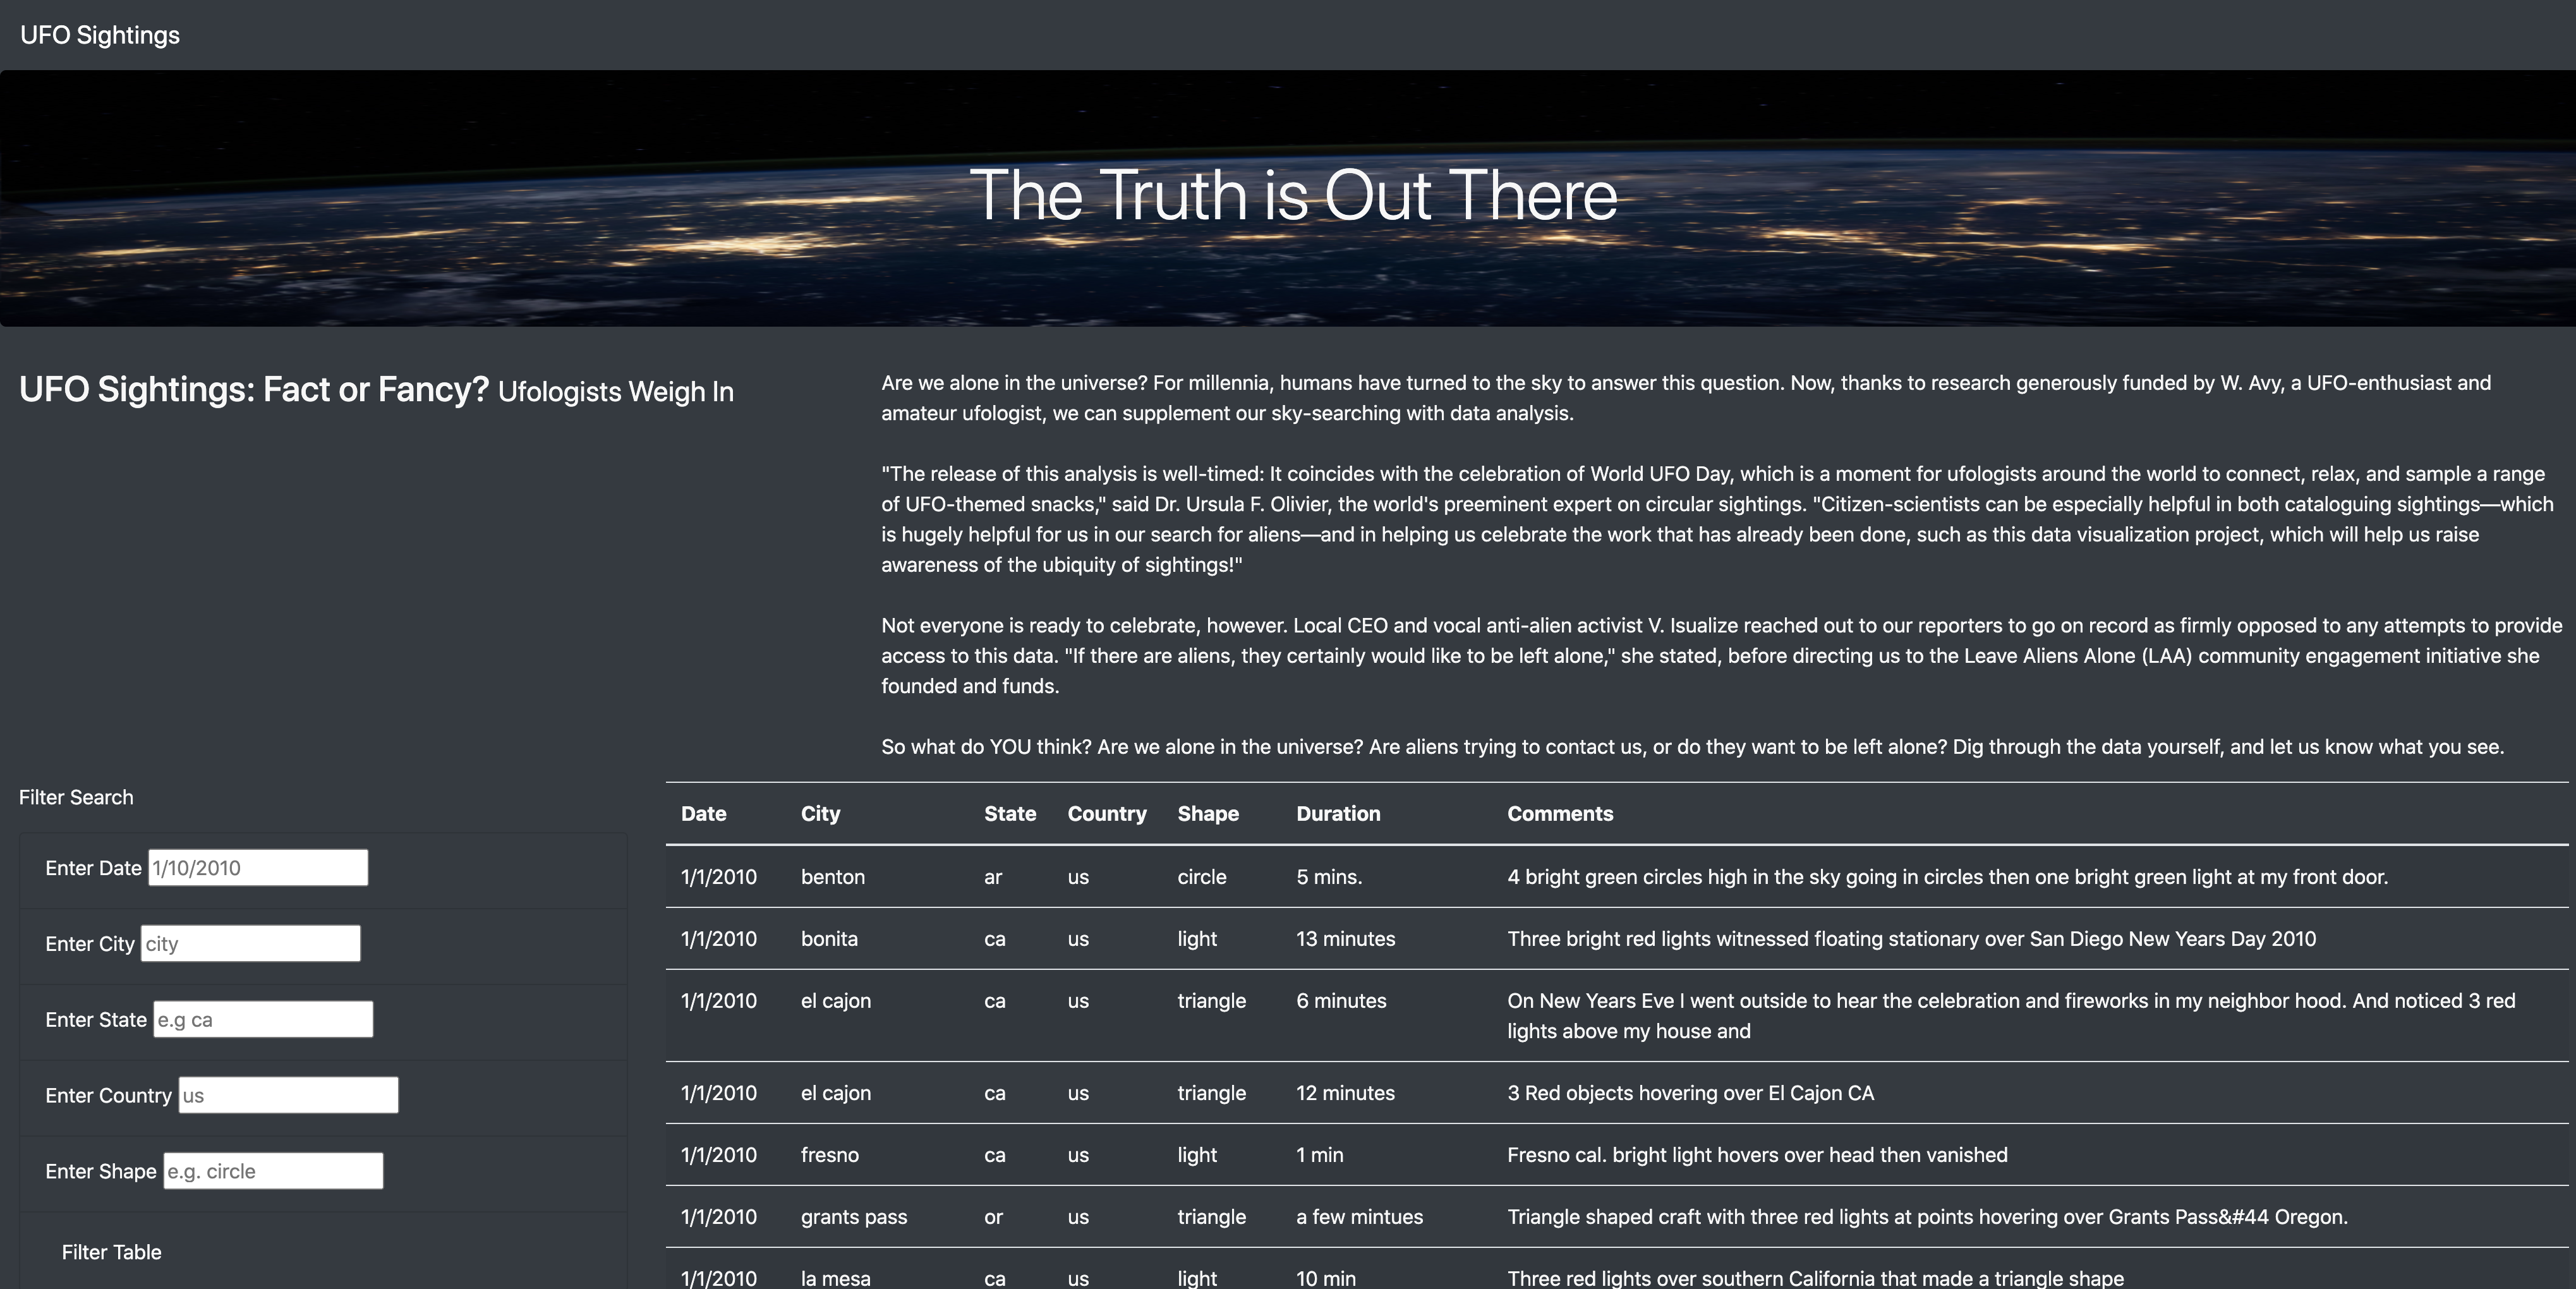 UFO Sightings
The Truth is Out There
UFO Sightings: Fact or Fancy? Ufologists Weigh In
Are we alone in the universe? For millennia, humans have turned to the sky to answer this question. Now, thanks to research generously funded by W. Avy, a UFO-enthusiast and
amateur ufologist, we can supplement our sky-searching with data analysis.
"The release of this analysis is well-timed: It coincides with the celebration of World UFO Day, which is a moment for ufologists around the world to connect, relax, and sample a range
of UFO-themed snacks," said Dr. Ursula F. Olivier, the world's preeminent expert on circular sightings. "Citizen-scientists can be especially helpful in both cataloguing sightings—which
is hugely helpful for us in our search for aliens—and in helping us celebrate the work that has already been done, such as this data visualization project, which will help us raise
awareness of the ubiquity of sightings!"
Not everyone is ready to celebrate, however. Local CEO and vocal anti-alien activist V. Isualize reached out to our reporters to go on record as firmly opposed to any attempts to provide
access to this data. "If there are aliens, they certainly would like to be left alone," she stated, before directing us to the Leave Aliens Alone (LAA) community engagement initiative she
founded and funds.
So what do YOU think? Are we alone in the universe? Are aliens trying to contact us, or do they want to be left alone? Dig through the data yourself, and let us know what you see.
Filter Search
Enter Date 1/10/2010
Enter City city
Enter State e.g ca
Enter Country us
Enter Shape e.g. circle
Filter Table
Date City State Country Shape Duration Comments
1/1/2010 benton ar us circle 5 mins. 4 bright green circles high in the sky going in circles then one bright green light at my front door.
1/1/2010 bonita ca us light 13 minutes Three bright red lights witnessed floating stationary over San Diego New Years Day 2010
1/1/2010 el cajon ca us triangle 6 minutes On New Years Eve I went outside to hear the celebration and fireworks in my neighbor hood. And noticed 3 red
lights above my house and
1/1/2010 el cajon ca us triangle 12 minutes 3 Red objects hovering over El Cajon CA
1/1/2010 fresno ca us light 1 min Fresno cal. bright light hovers over head then vanished
1/1/2010 grants pass or us triangle a few mintues Triangle shaped craft with three red lights at points hovering over Grants Pass&#44 Oregon.
1/1/2010 la mesa ca us light 10 min Three red lights over southern California that made a triangle shape